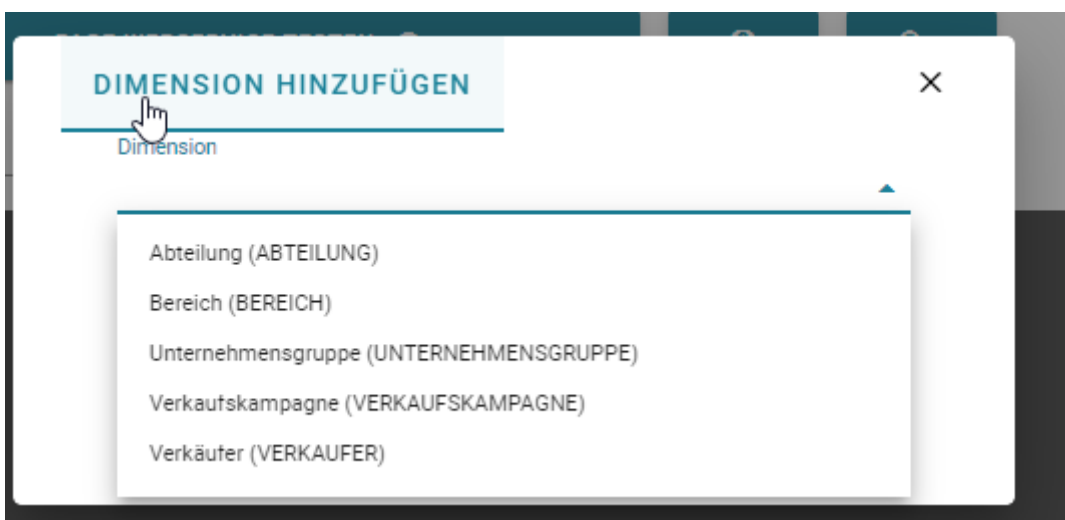 DIMENSION HINZUFÜGEN
Dimension
Abteilung (ABTEILUNG)
Bereich (BEREICH)
Unternehmensgruppe (UNTERNEHMENSGRUPPE)
Verkaufskampagne (VERKAUFSKAMPAGNE)
Verkäufer (VERKAUFER)